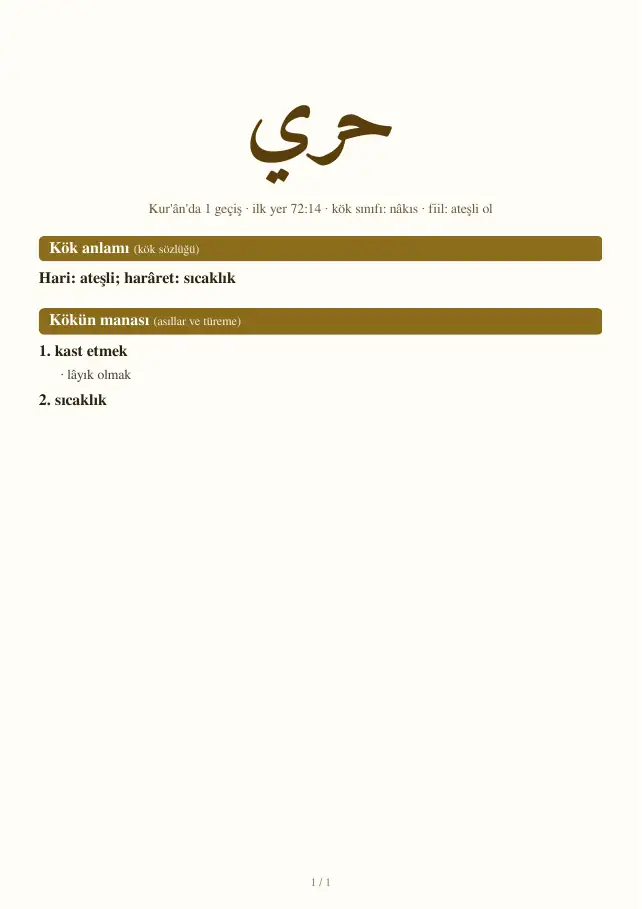 حري
Kur'ân'da 1 geçiş · ilk yer 72:14 · kök sınıfı: nâkıs · fiil: ateşli ol
Kök anlamı (kök sözlüğü)
Hari: ateşli; harâret: sıcaklık
Kökün manası (asıllar ve türeme)
1. kast etmek
· lâyık olmak
2. sıcaklık
1 / 1